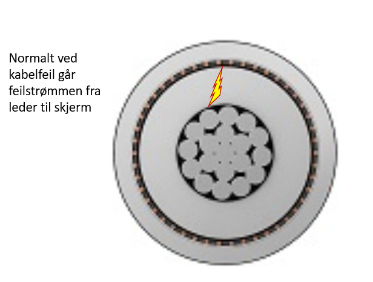 Normalt ved
kabelfeil går
feilstrømmen fra
leder til skjerm